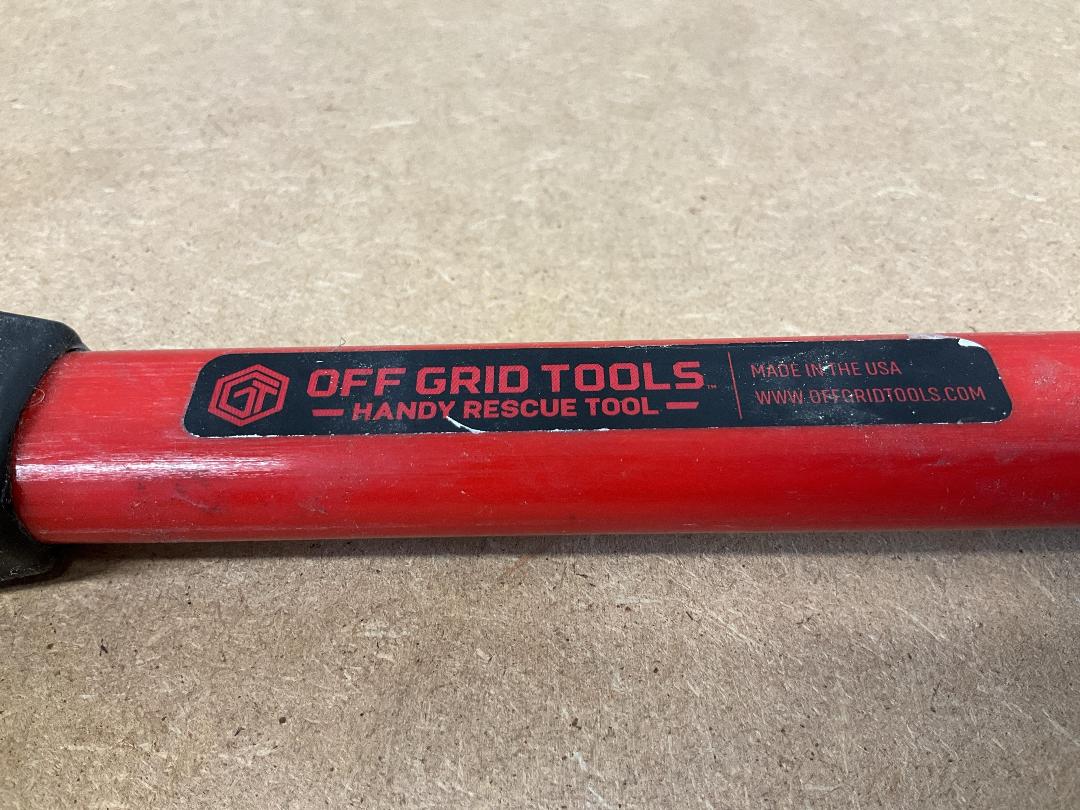 OFF GRID TOOLS™
HANDY RESCUE TOOL
MADE IN THE USA
WWW.OFFGRIDTOOLS.COM